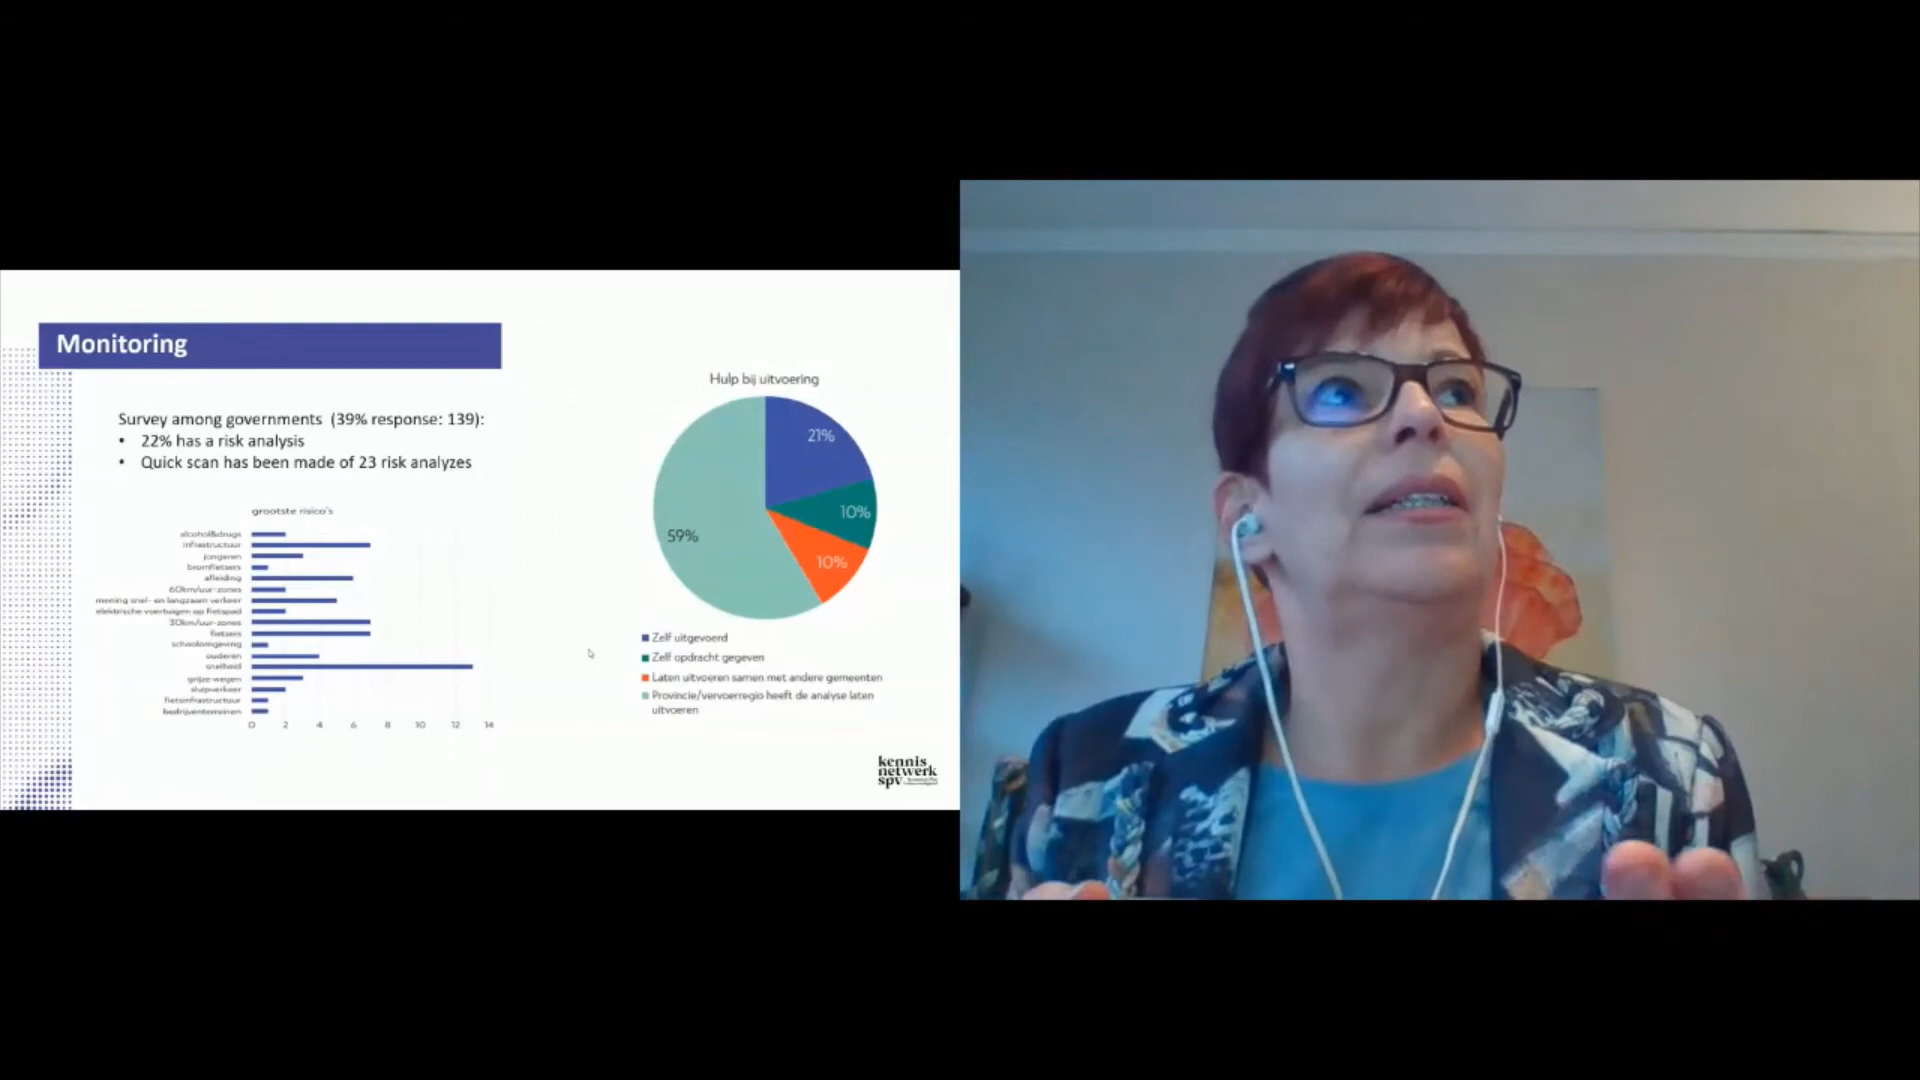 Monitoring
Survey among governments (39% response: 139):
• 22% has a risk analysis
• Quick scan has been made of 23 risk analyzes
grootste risico's
alcohol&drugs
infrastructuur
jongeren
bromfietsers
afleiding
60km/uur-zones
mening snel- en langzaam verkeer
elektrische voertuigen op fietspad
30km/uur-zones
fietsers
schoolomgeving
ouderen
snelheid
grijze wegen
sluipverkeer
fietsinfrastructuur
bedrijventerreinen
0 2 4 6 8 10 12 14
Hulp bij uitvoering
21%
10%
10%
59%
Zelf uitgevoerd
Zelf opdracht gegeven
Laten uitvoeren samen met andere gemeenten
Provincie/vervoerregio heeft de analyse laten
uitvoeren
kennis
netwerk
spv